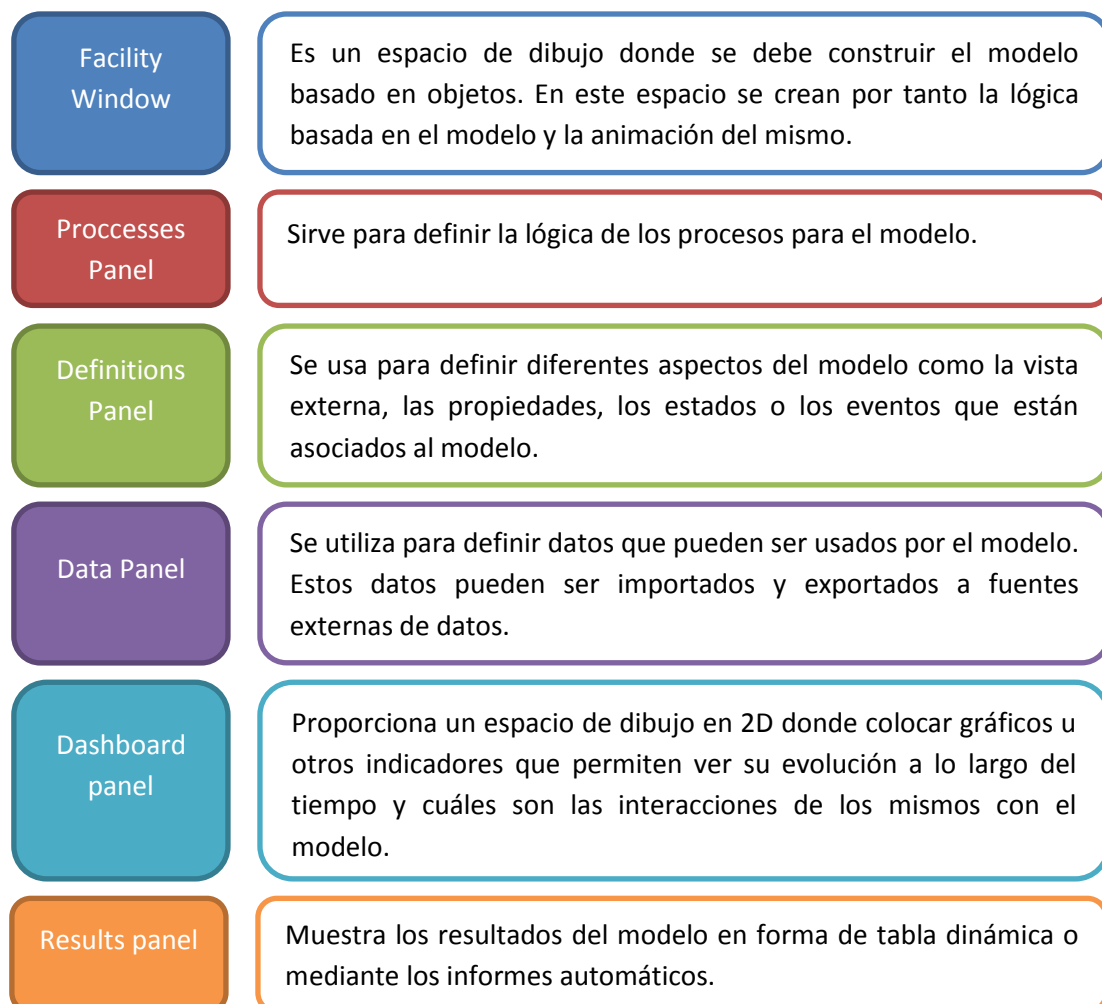 Facility
Window
Es un espacio de dibujo donde se debe construir el modelo
basado en objetos. En este espacio se crean por tanto la lógica
basada en el modelo y la animación del mismo.
Proccesses
Panel
Sirve para definir la lógica de los procesos para el modelo.
Definitions
Panel
Se usa para definir diferentes aspectos del modelo como la vista
externa, las propiedades, los estados o los eventos que están
asociados al modelo.
Data Panel
Se utiliza para definir datos que pueden ser usados por el modelo.
Estos datos pueden ser importados y exportados a fuentes
externas de datos.
Dashboard
panel
Proporciona un espacio de dibujo en 2D donde colocar gráficos u
otros indicadores que permiten ver su evolución a lo largo del
tiempo y cuáles son las interacciones de los mismos con el
modelo.
Results panel
Muestra los resultados del modelo en forma de tabla dinámica o
mediante los informes automáticos.